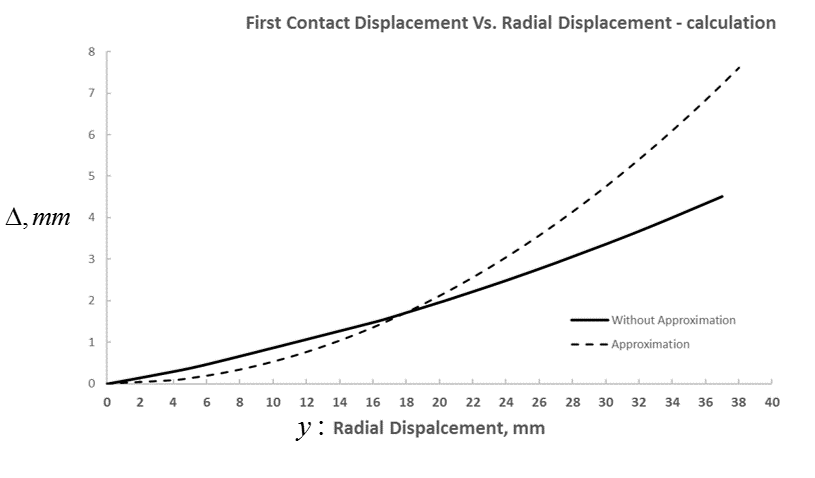 First Contact Displacement Vs. Radial Displacement - calculation
8
7
6
5
Δ, mm
4
3
2
1
0
Without Approximation
Approximation
0 2 4 6 8 10 12 14 16 18 20 22 24 26 28 30 32 34 36 38 40
y : Radial Dispalcement, mm